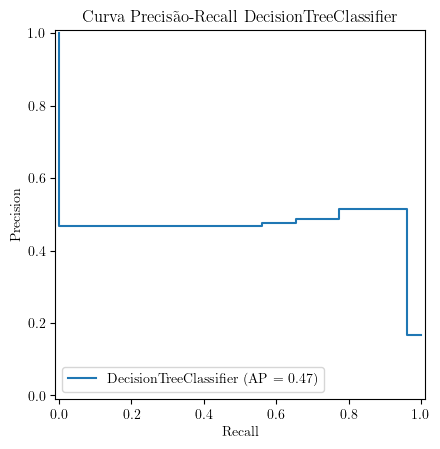 Curva Precisão-Recall DecisionTreeClassifier
1.0
0.8
0.6
0.4
0.2
0.0
Precision
DecisionTreeClassifier (AP = 0.47)
0.0 0.2 0.4 0.6 0.8 1.0
Recall